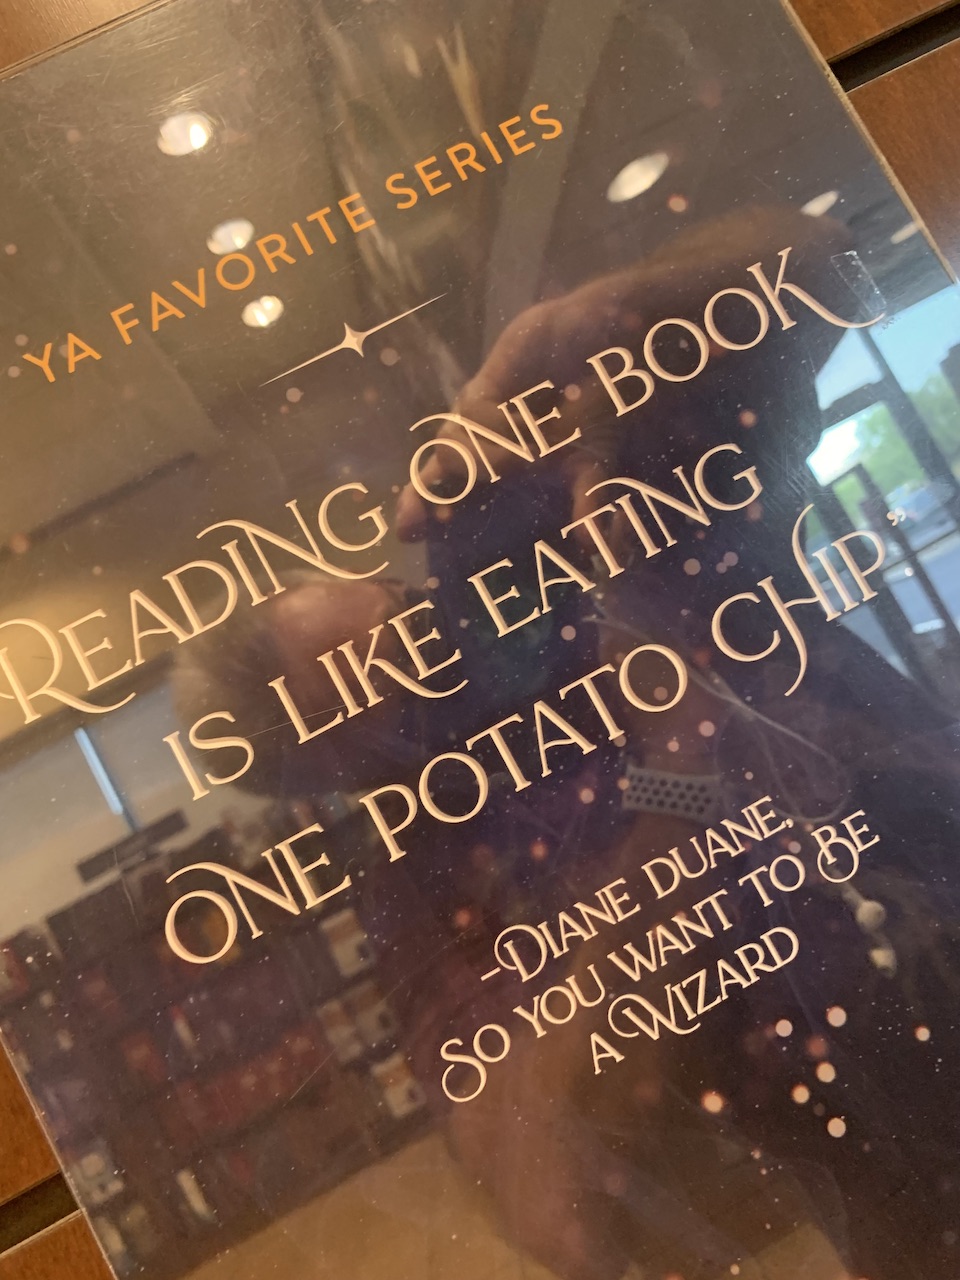 YA FAVORITE SERIES
READING ONE BOOK
IS LIKE EATING
ONE POTATO CHIP”
–DIANE DUANE,
SO YOU WANT TO BE
A WIZARD